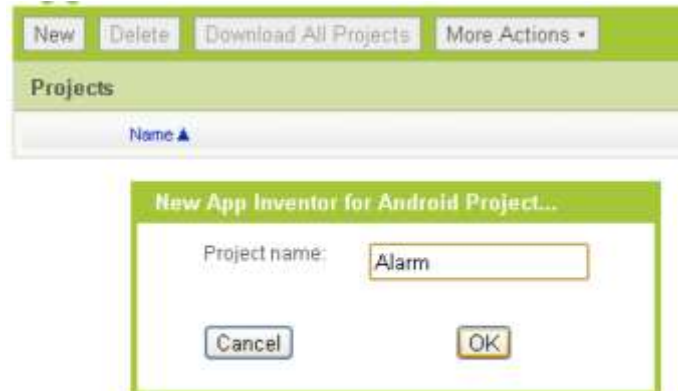 New Delete Download All Projects More Actions ▾
Projects
Name ▲
New App Inventor for Android Project...
Project name: Alarm
Cancel OK